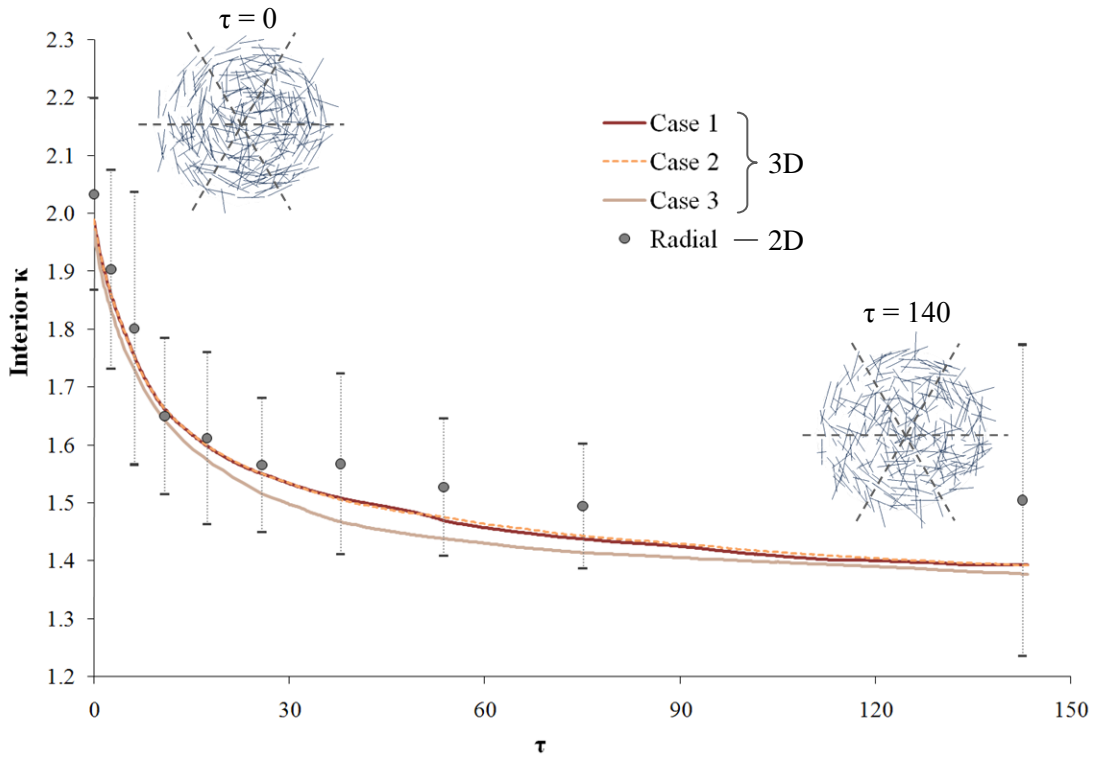 τ = 0
2.3
2.2
2.1
2.0
1.9
1.8
1.7
1.6
1.5
1.4
1.3
1.2
Interior κ
Case 1
Case 2
Case 3
3D
Radial — 2D
τ = 140
0
30
60
90
120
150
τ